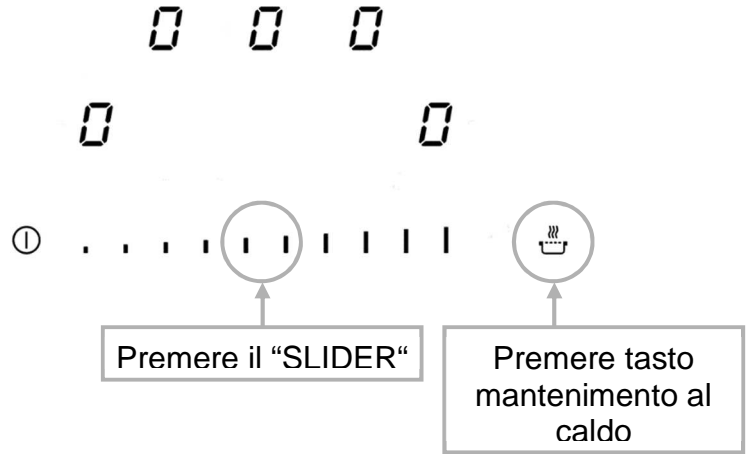 0 0 0
0 0
Premere il “SLIDER“
Premere tasto
mantenimento al
caldo